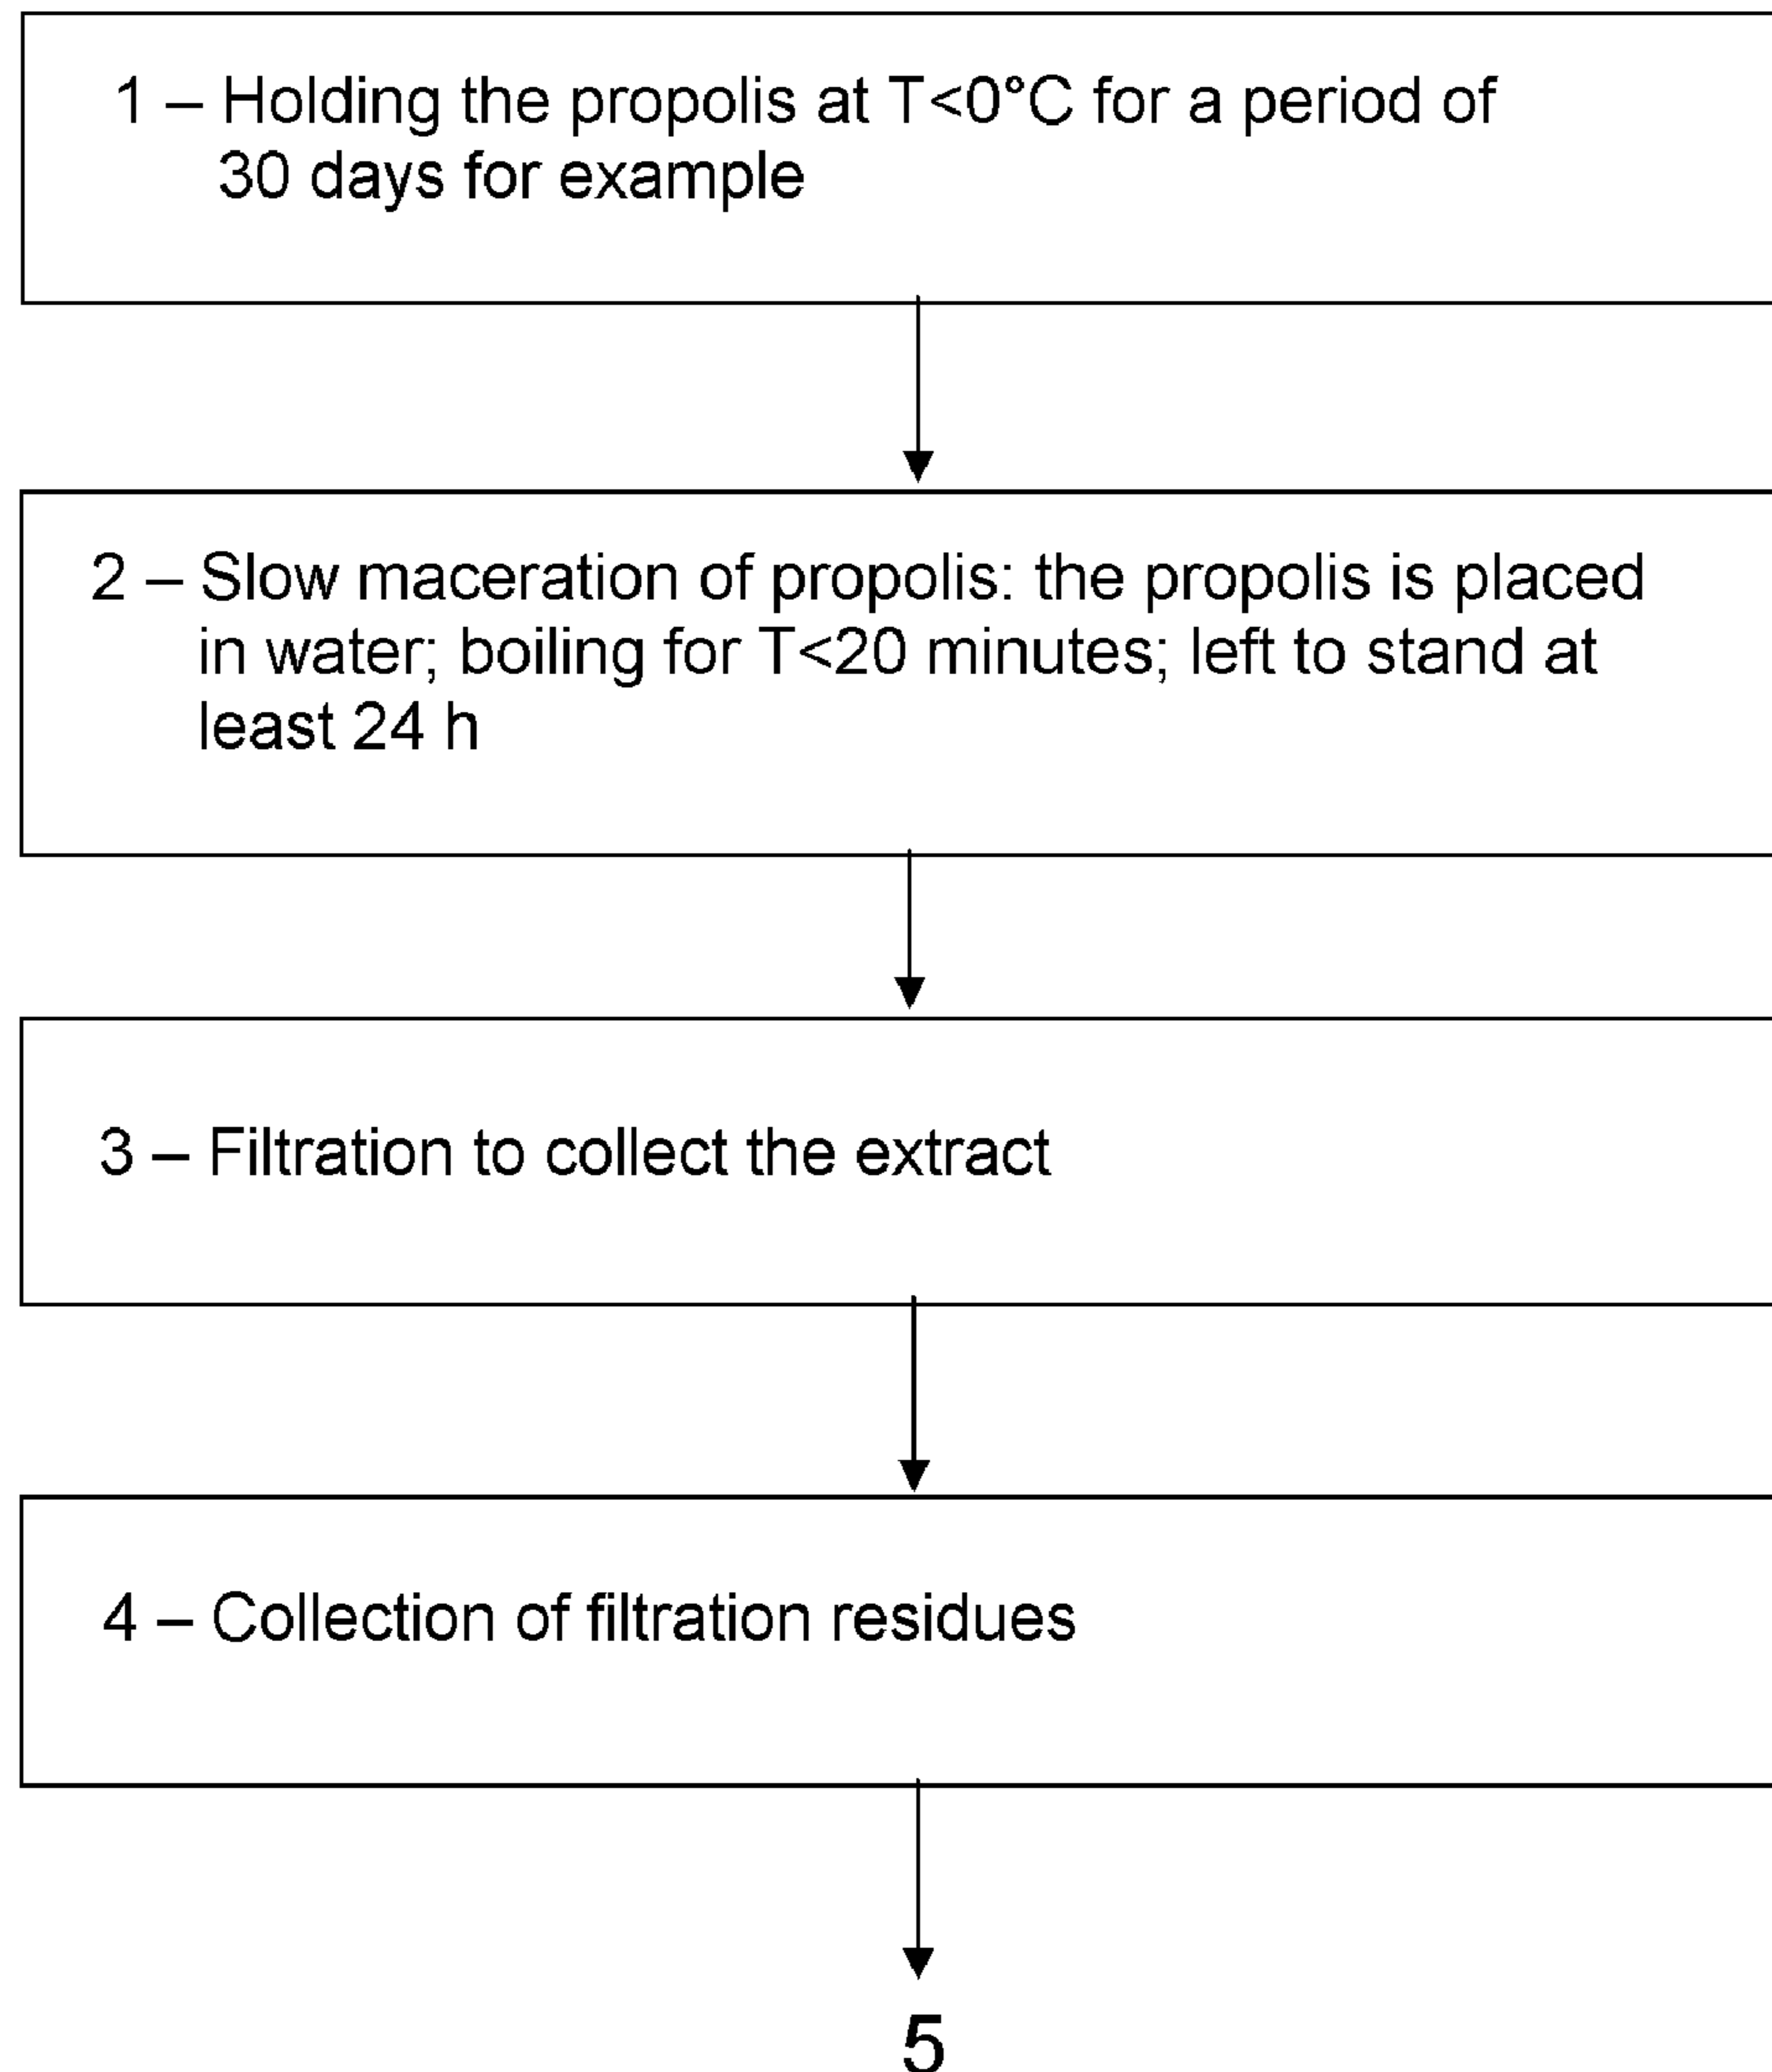 1 – Holding the propolis at T<0°C for a period of
30 days for example
2 – Slow maceration of propolis: the propolis is placed
in water; boiling for T<20 minutes; left to stand at
least 24 h
3 – Filtration to collect the extract
4 – Collection of filtration residues
5